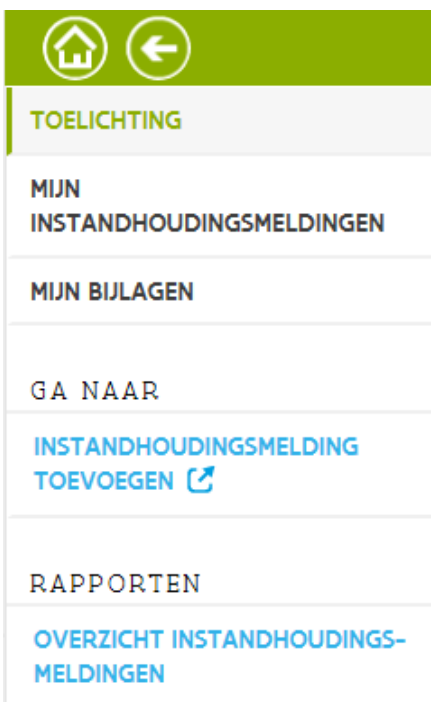 TOELICHTING
MIJN
INSTANDHOUDINGSMELDINGEN
MIJN BIJLAGEN
GA NAAR
INSTANDHOUDINGSMELDING
TOEVOEGEN
RAPPORTEN
OVERZICHT INSTANDHOUDINGS-
MELDINGEN